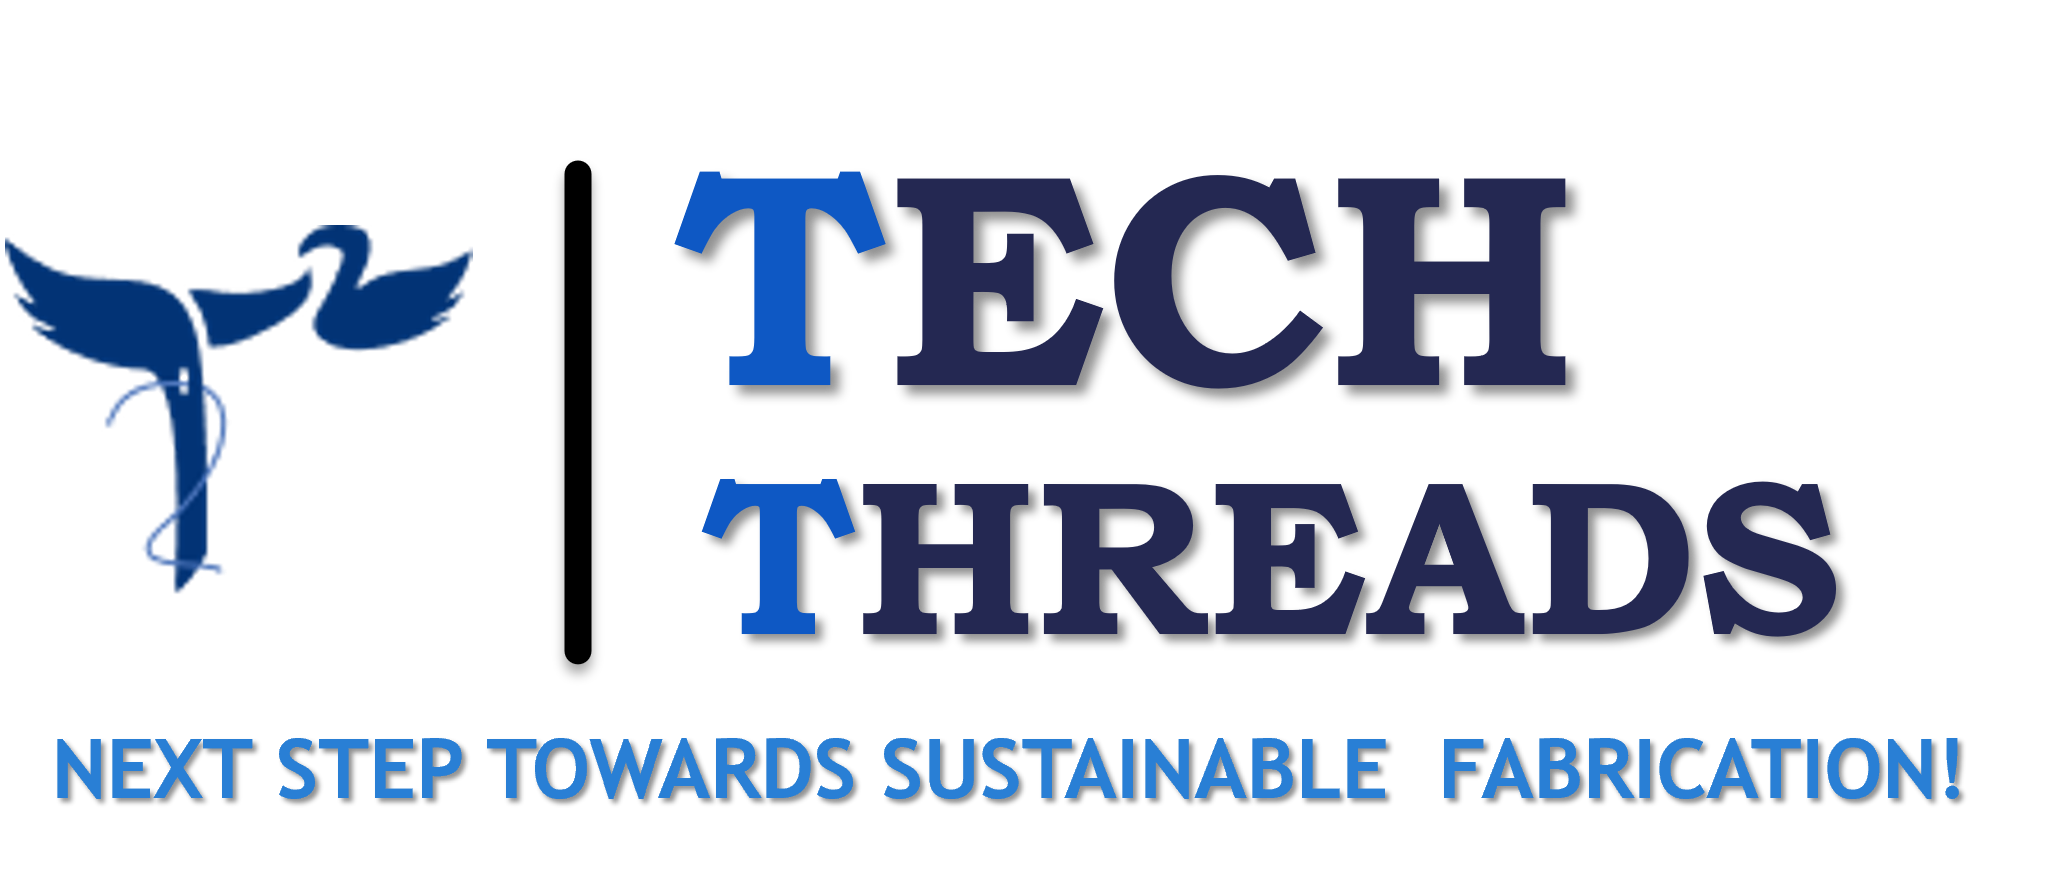 TECH
THREADS
NEXT STEP TOWARDS SUSTAINABLE FABRICATION!